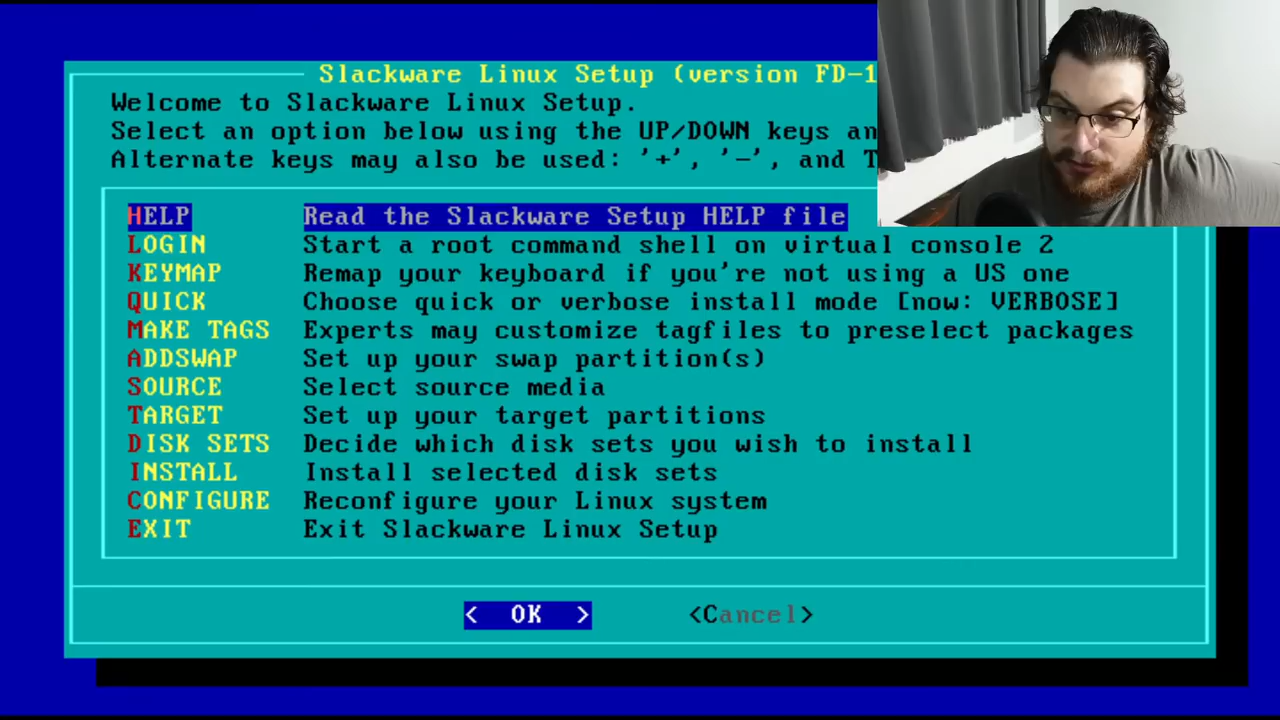 Slackware Linux Setup (version FD-1
Welcome to Slackware Linux Setup.
Select an option below using the UP/DOWN keys an
Alternate keys may also be used: '+', '-', and T
HELP Read the Slackware Setup HELP file
LOGIN Start a root command shell on virtual console 2
KEYMAP Remap your keyboard if you're not using a US one
QUICK Choose quick or verbose install mode [now: VERBOSE]
MAKE TAGS Experts may customize tagfiles to preselect packages
ADDSWAP Set up your swap partition(s)
SOURCE Select source media
TARGET Set up your target partitions
DISK SETS Decide which disk sets you wish to install
INSTALL Install selected disk sets
CONFIGURE Reconfigure your Linux system
EXIT Exit Slackware Linux Setup
< OK > <Cancel>